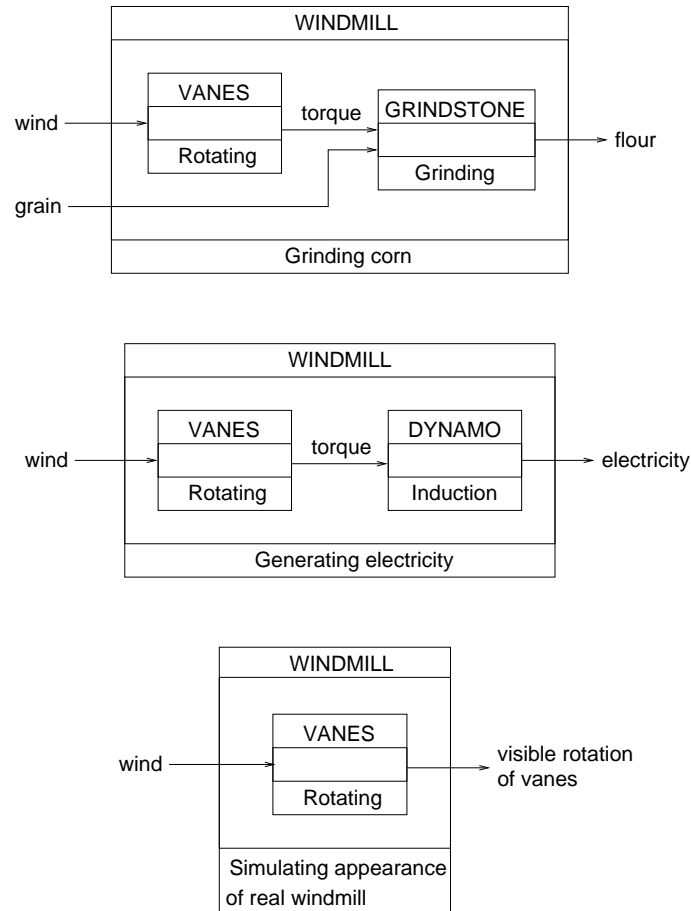 WINDMILL
VANES
torque
GRINDSTONE
wind
flour
Rotating
Grinding
grain
Grinding corn
WINDMILL
VANES
torque
DYNAMO
wind
electricity
Rotating
Induction
Generating electricity
WINDMILL
VANES
wind
visible rotation
of vanes
Rotating
Simulating appearance
of real windmill